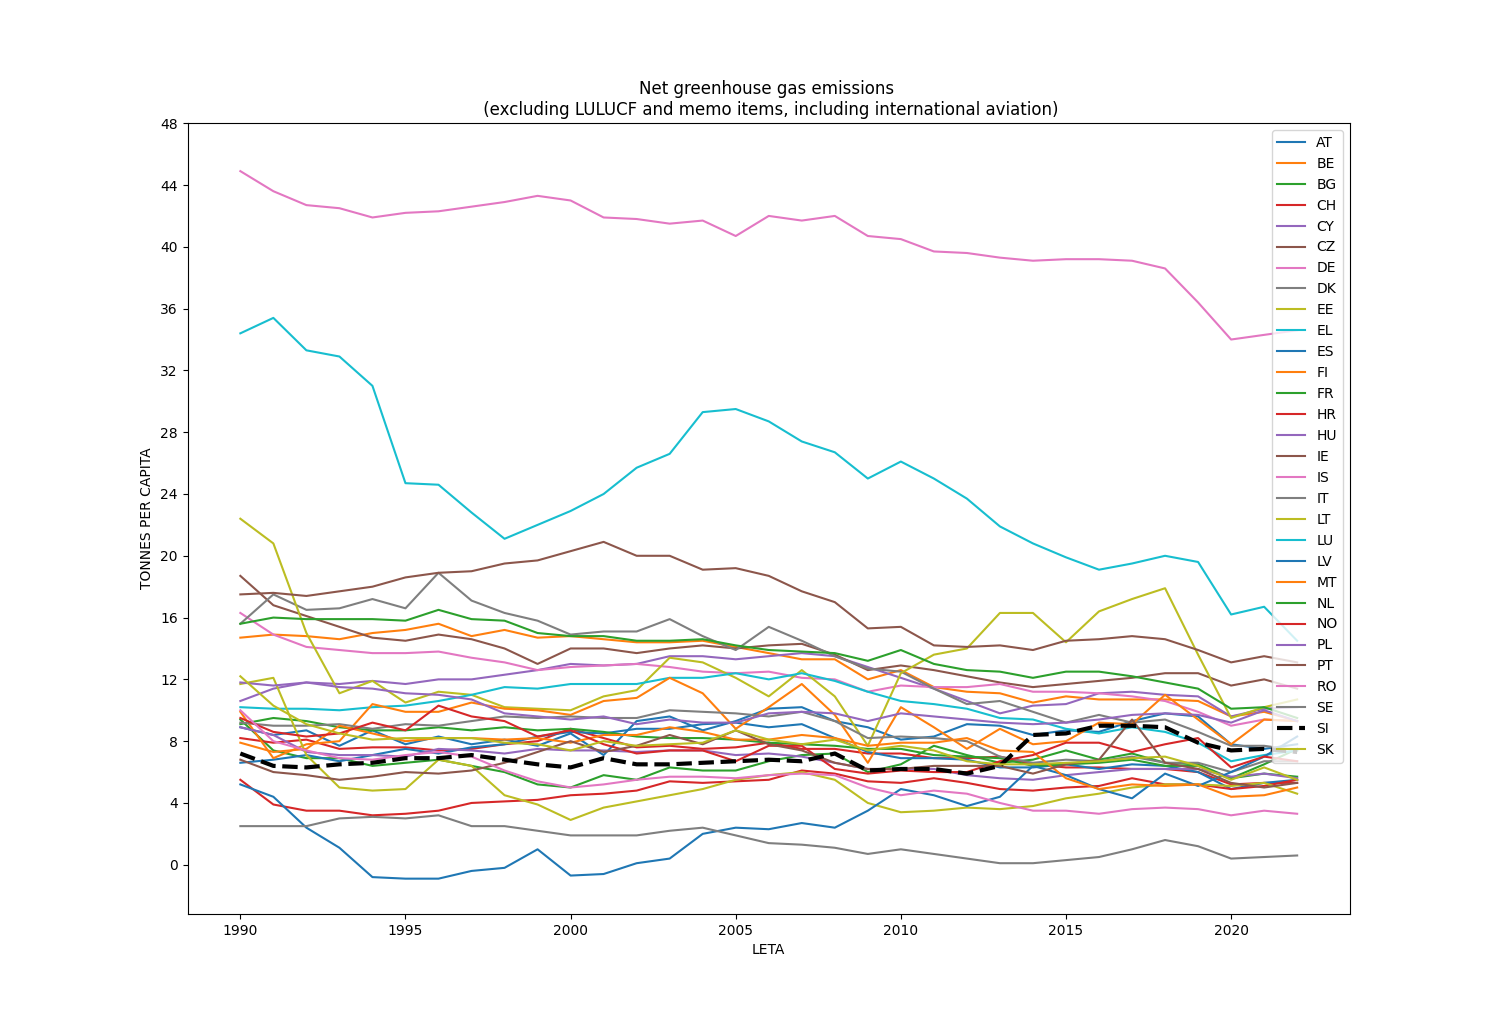 Net greenhouse gas emissions
(excluding LULUCF and memo items, including international aviation)
48
44
40
36
32
28
24
20
16
12
8
4
0
TONNES PER CAPITA
1990
1995
2000
2005
2010
2015
2020
LETA
AT
BE
BG
CH
CY
CZ
DE
DK
EE
EL
ES
FI
FR
HR
HU
IE
IS
IT
LT
LU
LV
MT
NL
NO
PL
PT
RO
SE
SI
SK